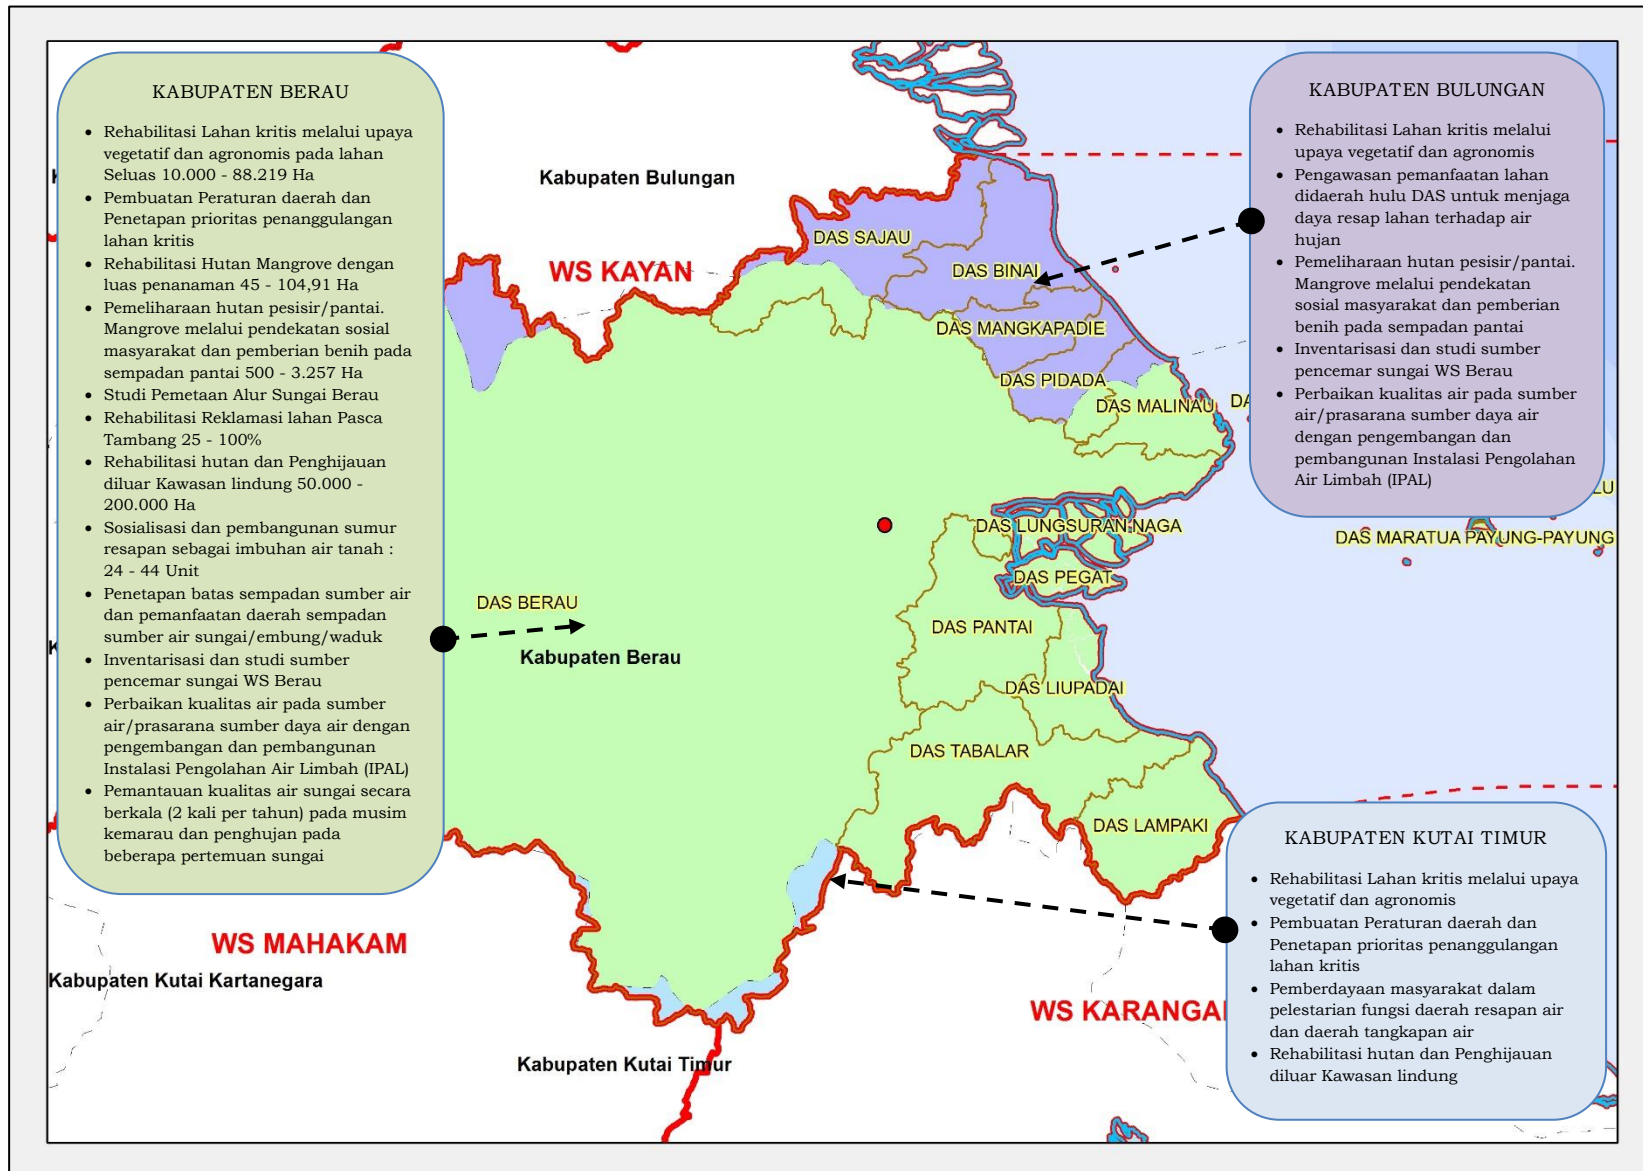 KABUPATEN BERAU
• Rehabilitasi Lahan kritis melalui upaya
vegetatif dan agronomis pada lahan
Seluas 10.000 - 88.219 Ha
• Pembuatan Peraturan daerah dan
Penetapan prioritas penanggulangan
lahan kritis
• Rehabilitasi Hutan Mangrove dengan
luas penanaman 45 - 104,91 Ha
• Pemeliharaan hutan pesisir/pantai.
Mangrove melalui pendekatan sosial
masyarakat dan pemberian benih pada
sempadan pantai 500 - 3.257 Ha
• Studi Pemetaan Alur Sungai Berau
• Rehabilitasi Reklamasi lahan Pasca
Tambang 25 - 100%
• Rehabilitasi hutan dan Penghijauan
diluar Kawasan lindung 50.000 -
200.000 Ha
• Sosialisasi dan pembangunan sumur
resapan sebagai imbuhan air tanah :
24 - 44 Unit
• Penetapan batas sempadan sumber air
dan pemanfaatan daerah sempadan
sumber air sungai/embung/waduk
• Inventarisasi dan studi sumber
pencemar sungai WS Berau
• Perbaikan kualitas air pada sumber
air/prasarana sumber daya air dengan
pengembangan dan pembangunan
Instalasi Pengolahan Air Limbah (IPAL)
• Pemantauan kualitas air sungai secara
berkala (2 kali per tahun) pada musim
kemarau dan penghujan pada
beberapa pertemuan sungai
Kabupaten Bulungan
WS KAYAN
DAS SAJAU
DAS BINAI
DAS MANGKAPADIE
DAS PIDADA
DAS MALINAU
DAS LUNGSURAN NAGA
DAS PEGAT
DAS BERAU
Kabupaten Berau
DAS PANTAI
DAS LIUPADAI
DAS TABALAR
DAS LAMPAKI
DAS MARATUA PAYUNG-PAYUNG
WS MAHAKAM
Kabupaten Kutai Kartanegara
Kabupaten Kutai Timur
WS KARANGA
KABUPATEN BULUNGAN
• Rehabilitasi Lahan kritis melalui
upaya vegetatif dan agronomis
• Pengawasan pemanfaatan lahan
didaerah hulu DAS untuk menjaga
daya resap lahan terhadap air
hujan
• Pemeliharaan hutan pesisir/pantai.
Mangrove melalui pendekatan
sosial masyarakat dan pemberian
benih pada sempadan pantai
• Inventarisasi dan studi sumber
pencemar sungai WS Berau
• Perbaikan kualitas air pada sumber
air/prasarana sumber daya air
dengan pengembangan dan
pembangunan Instalasi Pengolahan
Air Limbah (IPAL)
KABUPATEN KUTAI TIMUR
• Rehabilitasi Lahan kritis melalui upaya
vegetatif dan agronomis
• Pembuatan Peraturan daerah dan
Penetapan prioritas penanggulangan
lahan kritis
• Pemberdayaan masyarakat dalam
pelestarian fungsi daerah resapan air
dan daerah tangkapan air
• Rehabilitasi hutan dan Penghijauan
diluar Kawasan lindung